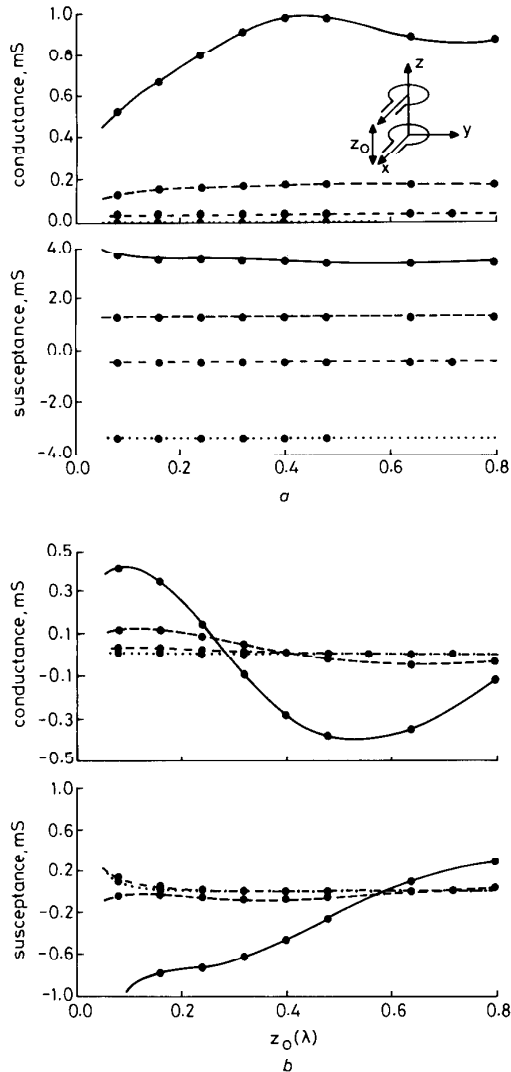 1.0
0.8
0.6
0.4
0.2
0.0
conductance, mS
z
y
x
z₀
4.0
2.0
0.0
-2.0
-4.0
susceptance, mS
0.0 0.2 0.4 0.6 0.8
a
0.5
0.3
0.1
-0.1
-0.3
-0.5
conductance, mS
1.0
0.6
0.2
-0.2
-0.6
-1.0
susceptance, mS
0.0 0.2 0.4 0.6 0.8
z₀(λ)
b